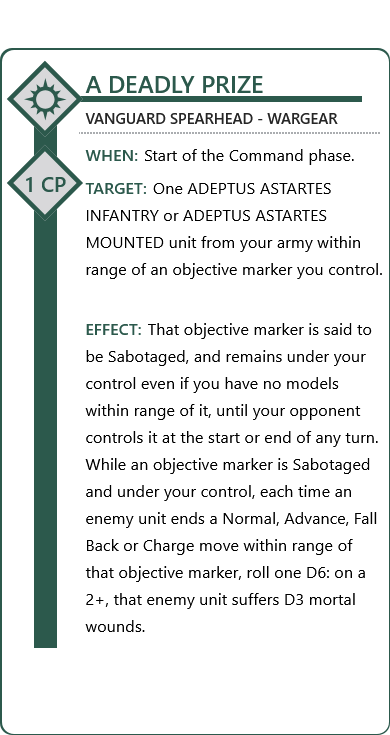 A DEADLY PRIZE
VANGUARD SPEARHEAD - WARGEAR
WHEN: Start of the Command phase.
1 CP
TARGET: One ADEPTUS ASTARTES
INFANTRY or ADEPTUS ASTARTES
MOUNTED unit from your army within
range of an objective marker you control.
EFFECT: That objective marker is said to
be Sabotaged, and remains under your
control even if you have no models
within range of it, until your opponent
controls it at the start or end of any turn.
While an objective marker is Sabotaged
and under your control, each time an
enemy unit ends a Normal, Advance, Fall
Back or Charge move within range of
that objective marker, roll one D6: on a
2+, that enemy unit suffers D3 mortal
wounds.